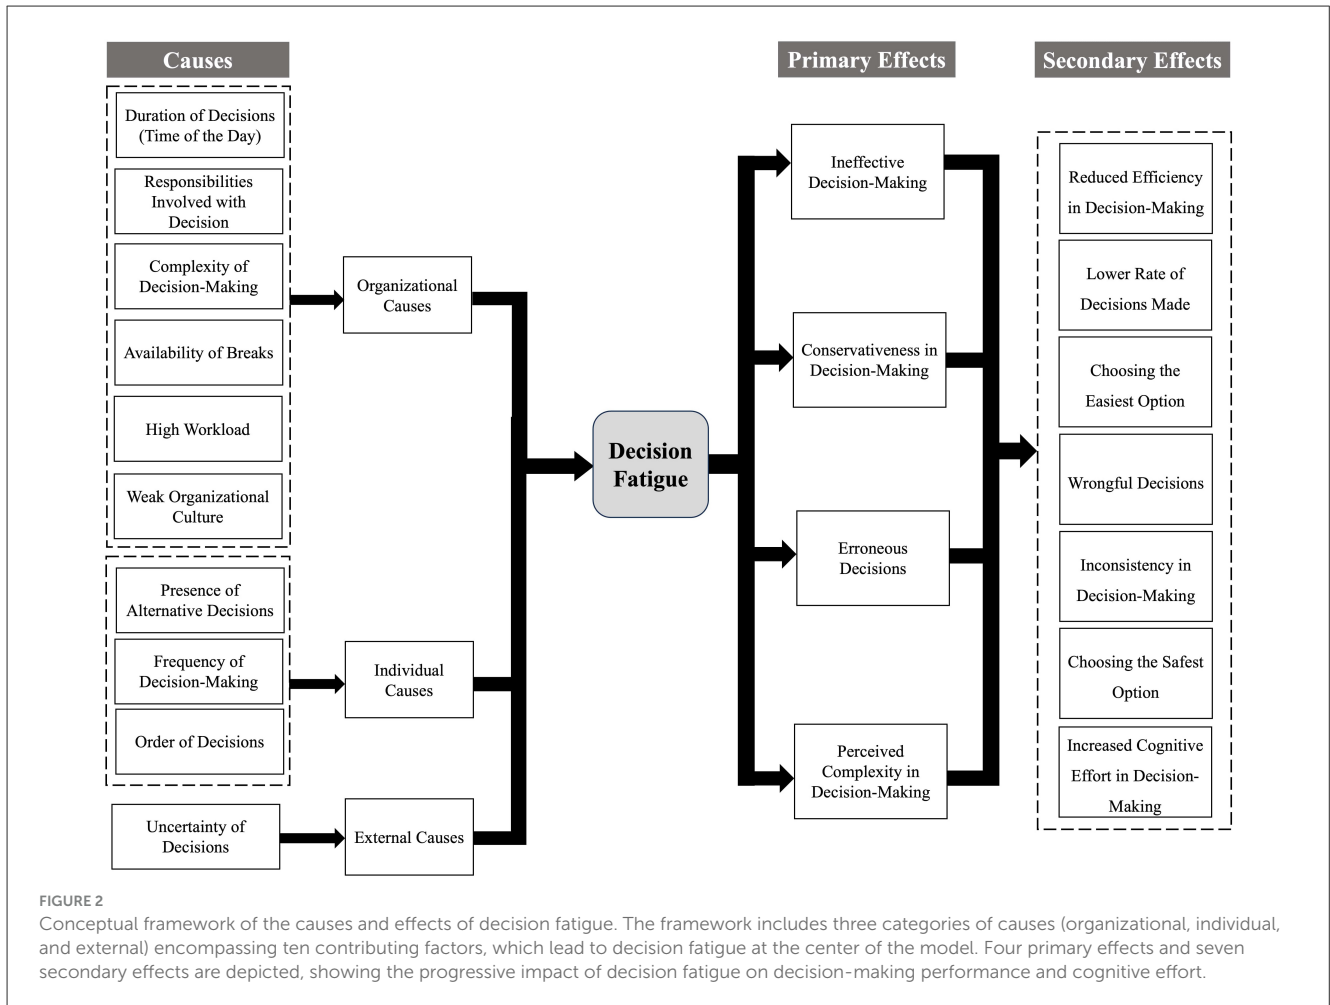 Causes
Duration of Decisions
(Time of the Day)
Responsibilities
Involved with
Decision
Complexity of
Decision-Making
Availability of Breaks
High Workload
Weak Organizational
Culture
Presence of
Alternative Decisions
Frequency of
Decision-Making
Order of Decisions
Uncertainty of
Decisions
Organizational
Causes
Individual
Causes
External Causes
Decision
Fatigue
Primary Effects
Ineffective
Decision-Making
Conservativeness in
Decision-Making
Erroneous
Decisions
Perceived
Complexity in
Decision-Making
Secondary Effects
Reduced Efficiency
in Decision-Making
Lower Rate of
Decisions Made
Choosing the
Easiest Option
Wrongful Decisions
Inconsistency in
Decision-Making
Choosing the Safest
Option
Increased Cognitive
Effort in Decision-
Making
FIGURE 2
Conceptual framework of the causes and effects of decision fatigue. The framework includes three categories of causes (organizational, individual,
and external) encompassing ten contributing factors, which lead to decision fatigue at the center of the model. Four primary effects and seven
secondary effects are depicted, showing the progressive impact of decision fatigue on decision-making performance and cognitive effort.